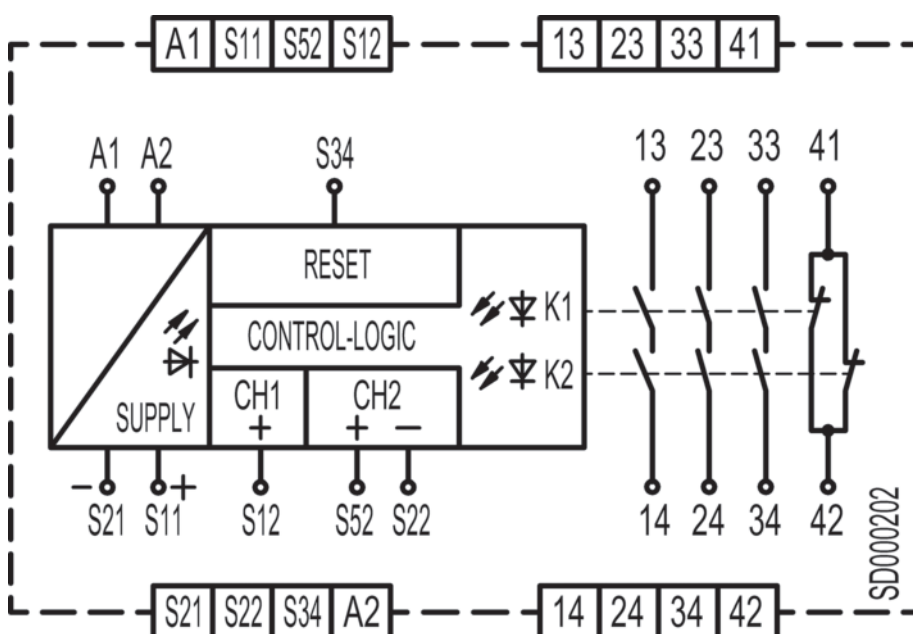 A1 S11 S52 S12 13 23 33 41
A1 A2 S34 13 23 33 41
RESET
K1
CONTROL-LOGIC
K2
CH1 CH2
SUPPLY + + −
− + 
S21 S11 S12 S52 S22 14 24 34 42
SD000202
S21 S22 S34 A2 14 24 34 42